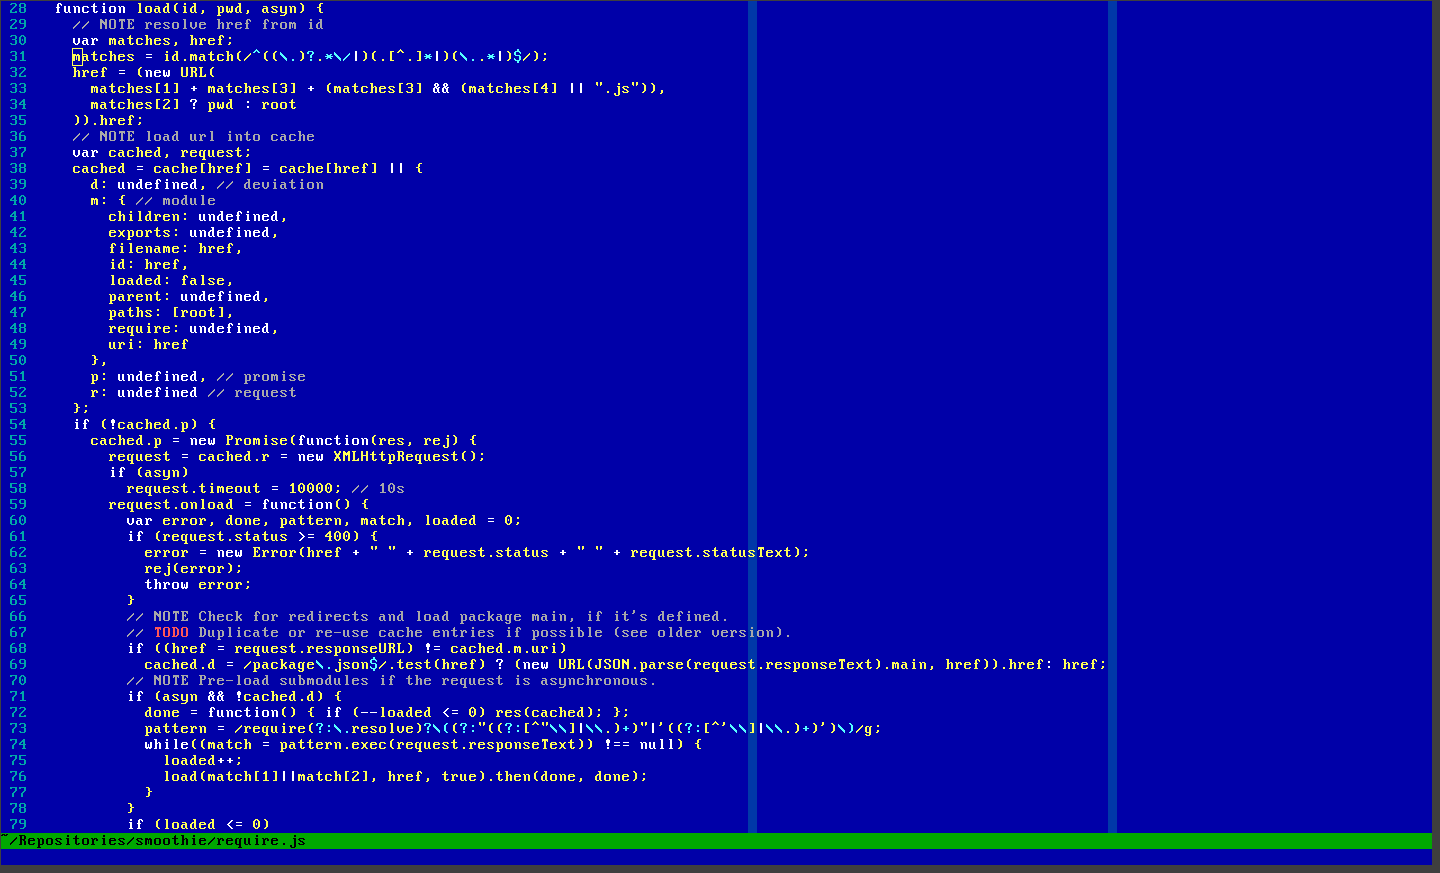 28   function load(id, pwd, asyn) {
29     // NOTE resolve href from id
30     var matches, href;
31     matches = id.match(/^((\.)?.*\/|)(.[^.]*|)(\..*|)$/);
32     href = (new URL(
33       matches[1] + matches[3] + (matches[3] && (matches[4] || ".js")),
34       matches[2] ? pwd : root
35     )).href;
36     // NOTE load url into cache
37     var cached, request;
38     cached = cache[href] = cache[href] || {
39       d: undefined, // deviation
40       m: { // module
41         children: undefined,
42         exports: undefined,
43         filename: href,
44         id: href,
45         loaded: false,
46         parent: undefined,
47         paths: [root],
48         require: undefined,
49         uri: href
50       },
51       p: undefined, // promise
52       r: undefined // request
53     };
54     if (!cached.p) {
55       cached.p = new Promise(function(res, rej) {
56         request = cached.r = new XMLHttpRequest();
57         if (asyn)
58           request.timeout = 10000; // 10s
59         request.onload = function() {
60           var error, done, pattern, match, loaded = 0;
61           if (request.status >= 400) {
62             error = new Error(href + " " + request.status + " " + request.statusText);
63             rej(error);
64             throw error;
65           }
66           // NOTE Check for redirects and load package main, if it's defined.
67           // TODO Duplicate or re-use cache entries if possible (see older version).
68           if ((href = request.responseURL) != cached.m.uri)
69             cached.d = /package\.json$/.test(href) ? (new URL(JSON.parse(request.responseText).main, href)).href: href;
70           // NOTE Pre-load submodules if the request is asynchronous.
71           if (asyn && !cached.d) {
72             done = function() { if (--loaded <= 0) res(cached); };
73             pattern = /require(?:\.resolve)?\((?:"((?:[^"\\]|\\.)+)"|'((?:[^'\\]|\\.)+)')\)/g;
74             while((match = pattern.exec(request.responseText)) !== null) {
75               loaded++;
76               load(match[1]||match[2], href, true).then(done, done);
77             }
78           }
79           if (loaded <= 0)
~/Repositories/smoothie/require.js